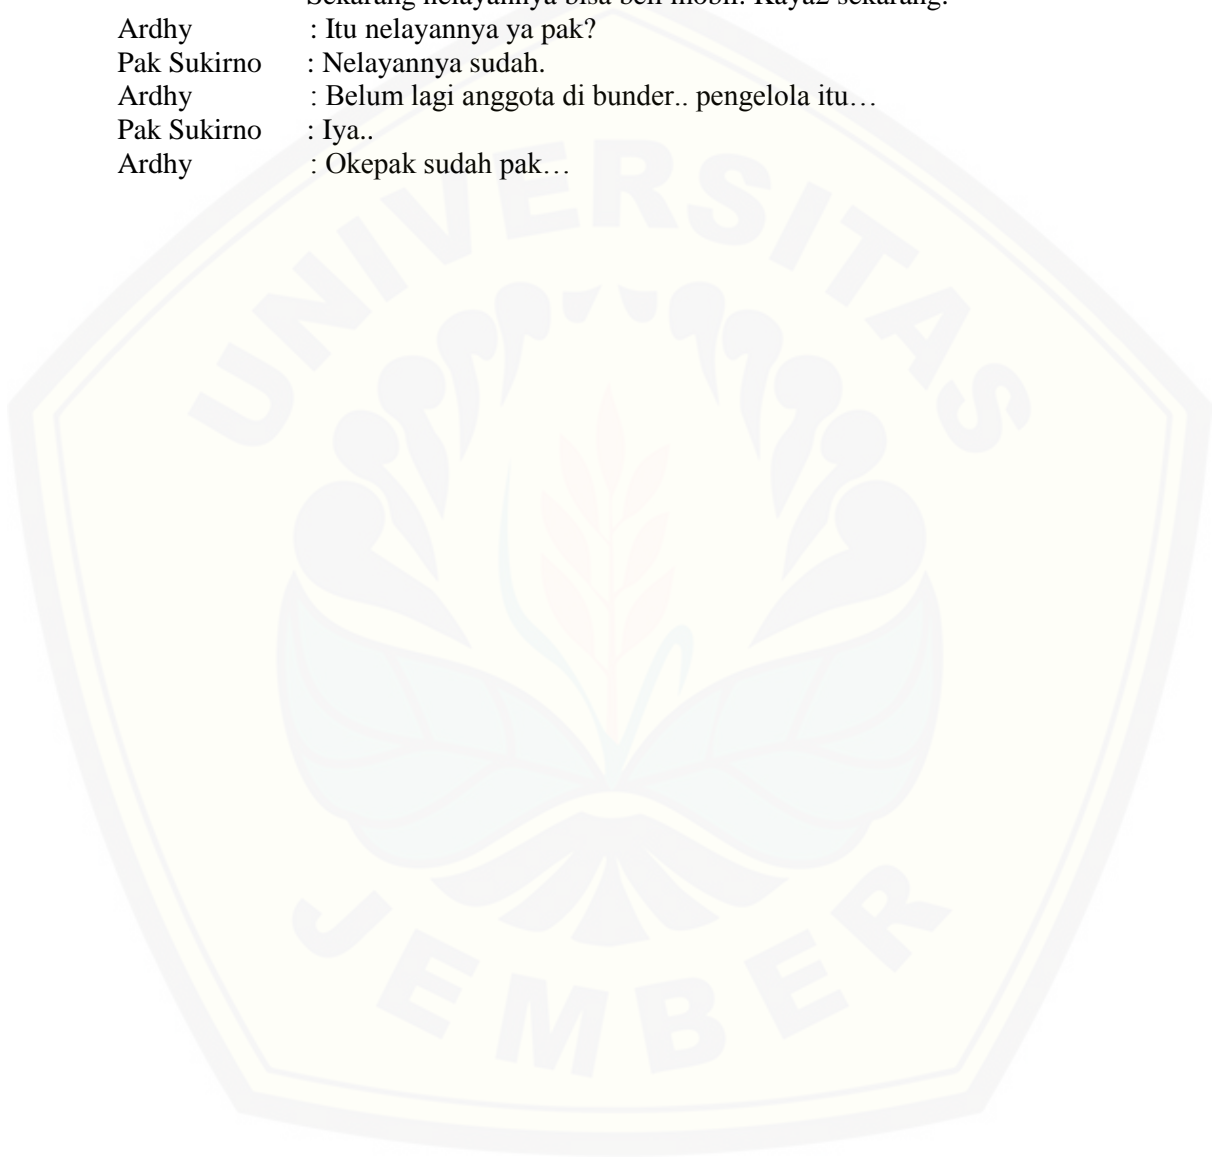 Sekarang nelayannya bisa beli mobil. Kaya2 sekarang.
Ardhy : Itu nelayannya ya pak?
Pak Sukirno : Nelayannya sudah.
Ardhy : Belum lagi anggota di bunder.. pengelola itu…
Pak Sukirno : Iya..
Ardhy : Okepak sudah pak…
UNIVERSITAS
JEMBER